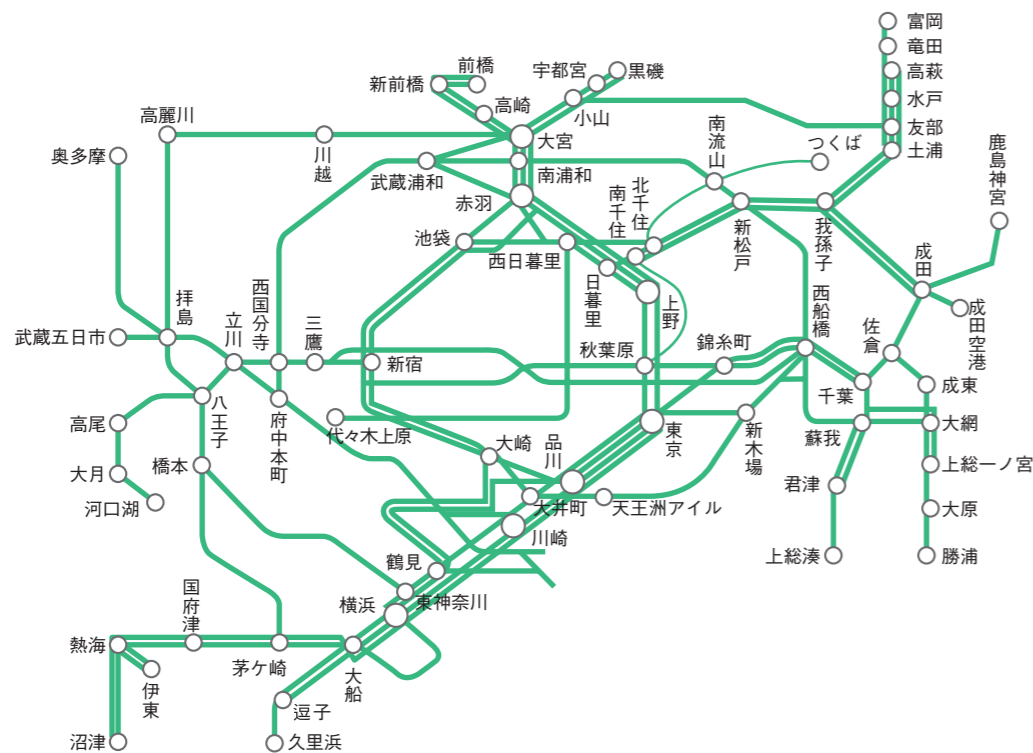 富岡
竜田
高萩
水戸
友部
土浦
前橋
新前橋
高崎
宇都宮
黒磯
小山
大宮
高麗川
川越
奥多摩
武蔵浦和
南浦和
赤羽
南流山
つくば
鹿島神宮
北千住
南千住
新松戸
我孫子
池袋
西日暮里
日暮里
上野
成田
成田空港
西船橋
佐倉
拝島
武蔵五日市
立川
西国分寺
三鷹
新宿
秋葉原
錦糸町
千葉
成東
八王子
府中本町
代々木上原
東京
新木場
蘇我
大網
高尾
大月
河口湖
橋本
大崎
品川
大井町
天王洲アイル
君津
上総一ノ宮
大原
川崎
上総湊
勝浦
鶴見
東神奈川
横浜
国府津
熱海
茅ケ崎
大船
伊東
逗子
沼津
久里浜